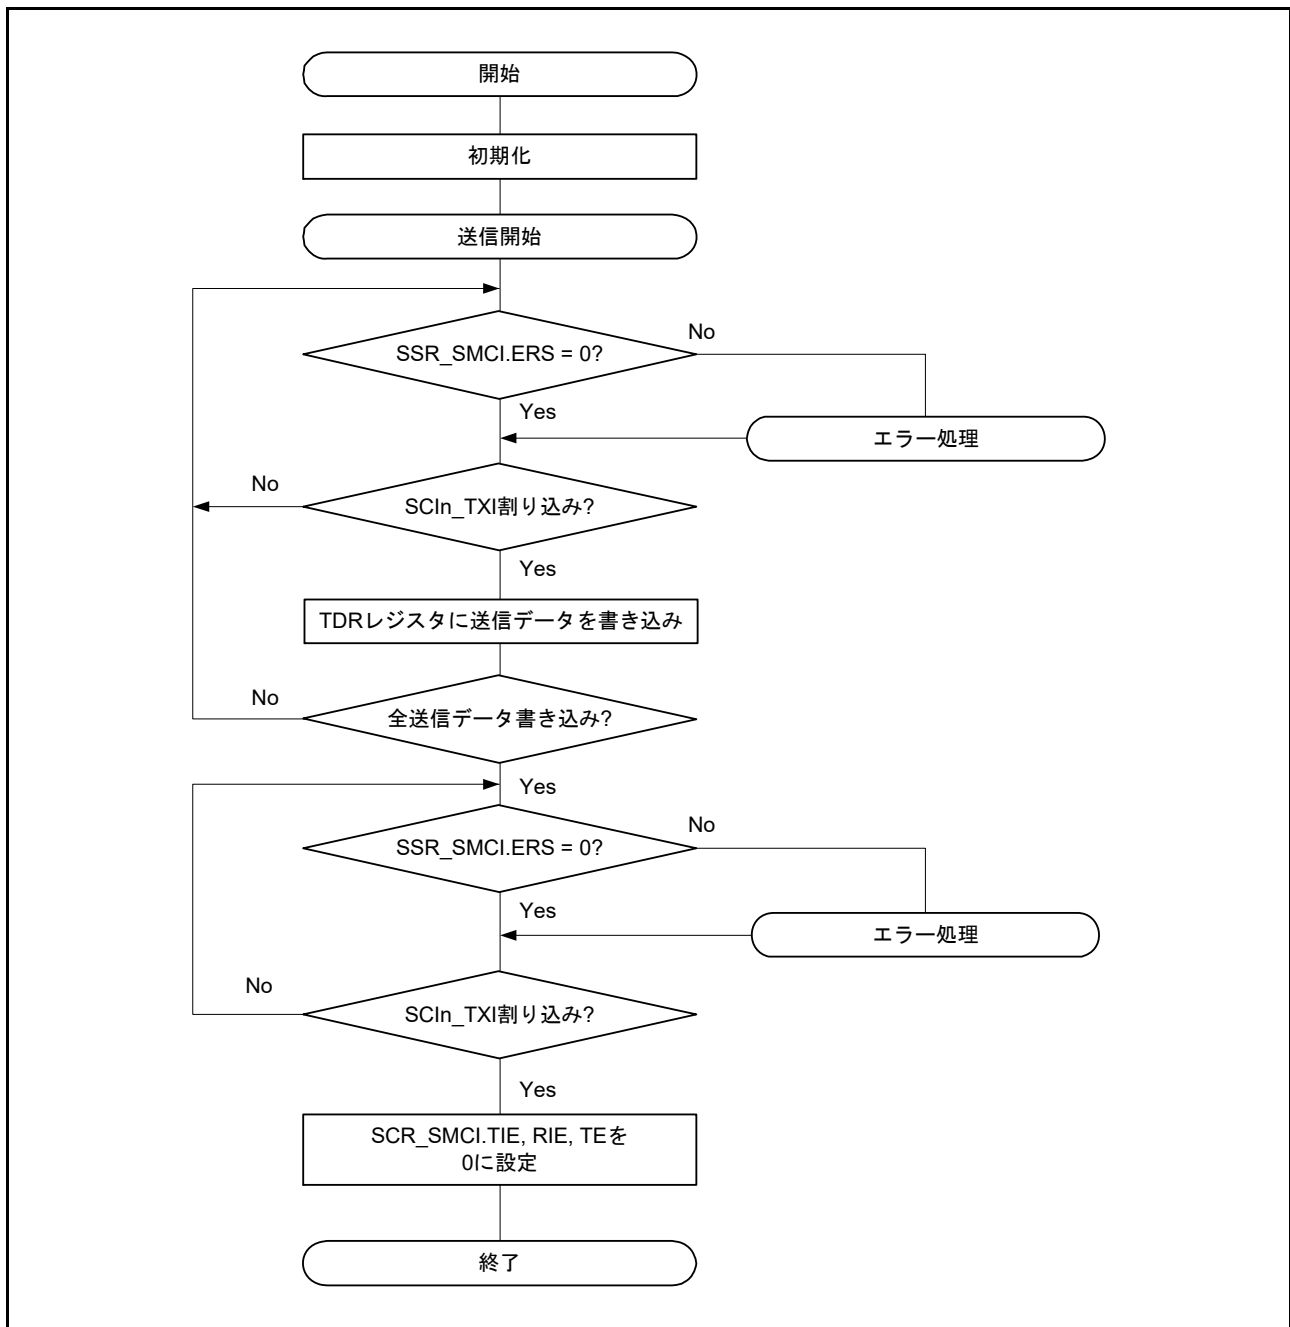 開始
初期化
送信開始
SSR_SMCI.ERS = 0?
No
Yes
エラー処理
SCIn_TXI割り込み?
No
Yes
TDRレジスタに送信データを書き込み
全送信データ書き込み?
No
Yes
SSR_SMCI.ERS = 0?
No
Yes
エラー処理
SCIn_TXI割り込み?
No
Yes
SCR_SMCI.TIE, RIE, TEを
0に設定
終了